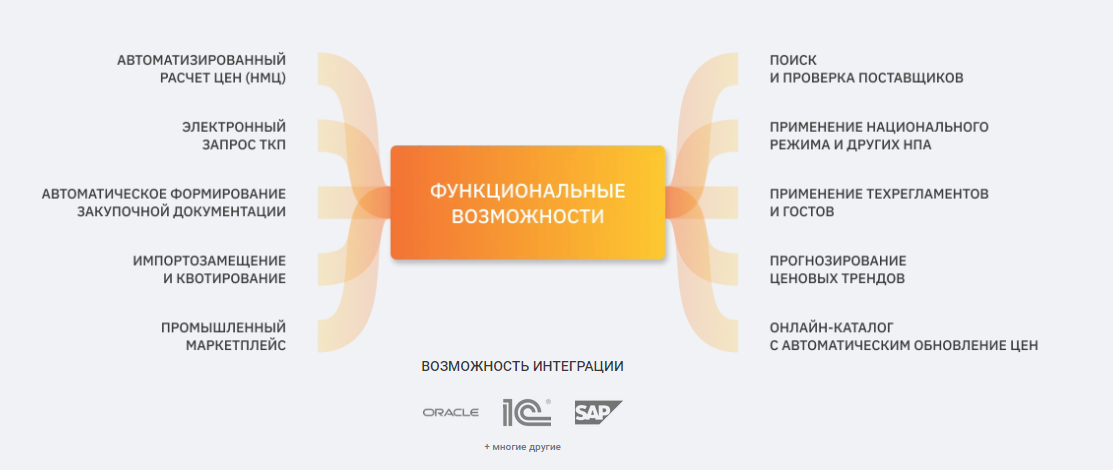 АВТОМАТИЗИРОВАННЫЙ
РАСЧЕТ ЦЕН (НМЦ)
ЭЛЕКТРОННЫЙ
ЗАПРОС ТКП
АВТОМАТИЧЕСКОЕ ФОРМИРОВАНИЕ
ЗАКУПОЧНОЙ ДОКУМЕНТАЦИИ
ИМПОРТОЗАМЕЩЕНИЕ
И КВОТИРОВАНИЕ
ПРОМЫШЛЕННЫЙ
МАРКЕТПЛЕЙС
ФУНКЦИОНАЛЬНЫЕ
ВОЗМОЖНОСТИ
ПОИСК
И ПРОВЕРКА ПОСТАВЩИКОВ
ПРИМЕНЕНИЕ НАЦИОНАЛЬНОГО
РЕЖИМА И ДРУГИХ НПА
ПРИМЕНЕНИЕ ТЕХРЕГЛАМЕНТОВ
И ГОСТОВ
ПРОГНОЗИРОВАНИЕ
ЦЕНОВЫХ ТРЕНДОВ
ОНЛАЙН-КАТАЛОГ
С АВТОМАТИЧЕСКИМ ОБНОВЛЕНИЕ ЦЕН
ВОЗМОЖНОСТЬ ИНТЕГРАЦИИ
ORACLE 1С® SAP
+ многие другие